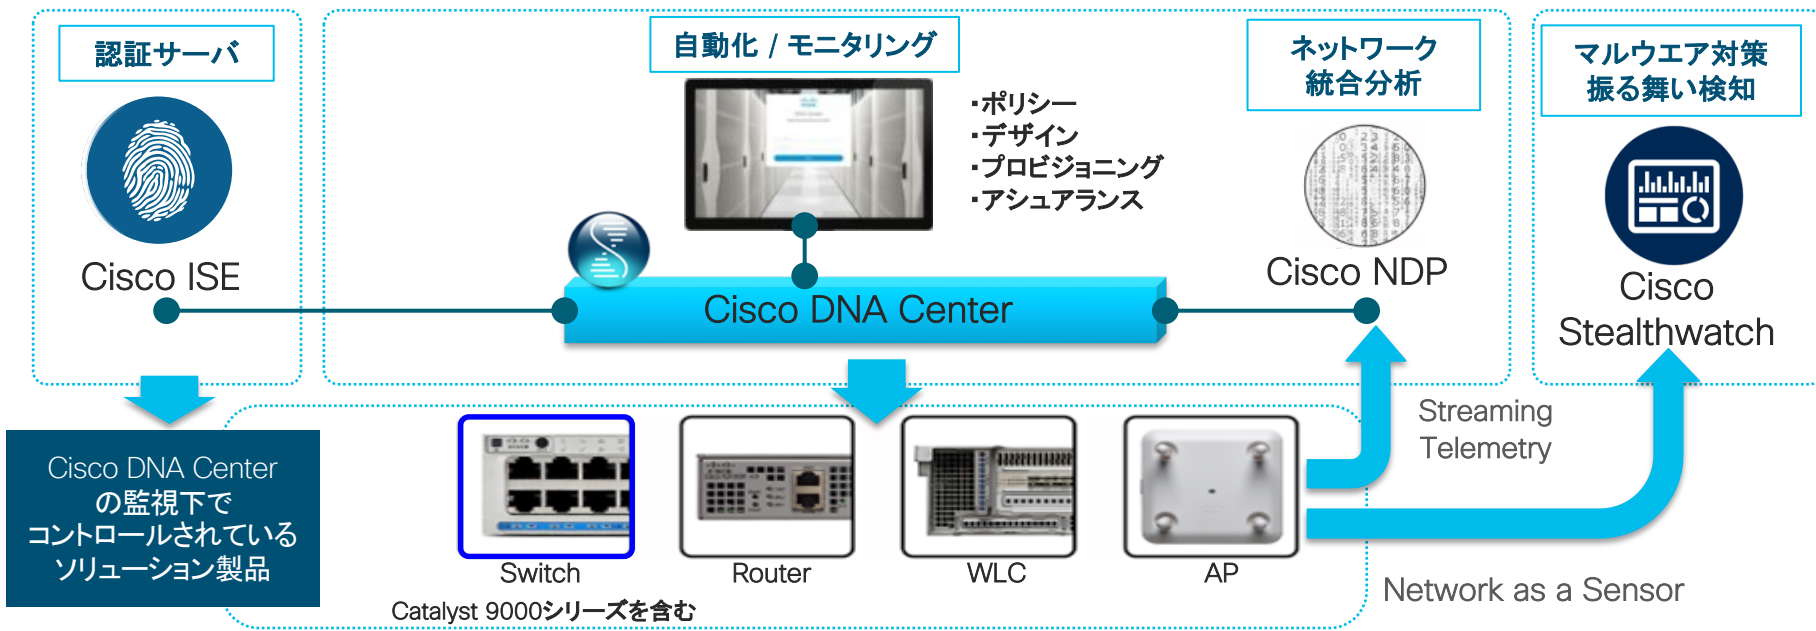 認証サーバ
Cisco ISE
自動化 / モニタリング
・ポリシー
・デザイン
・プロビジョニング
・アシュアランス
Cisco DNA Center
ネットワーク
統合分析
Cisco NDP
マルウエア対策
振る舞い検知
Cisco
Stealthwatch
Cisco DNA Center
の監視下で
コントロールされている
ソリューション製品
Switch
Router
WLC
AP
Catalyst 9000シリーズを含む
Streaming
Telemetry
Network as a Sensor